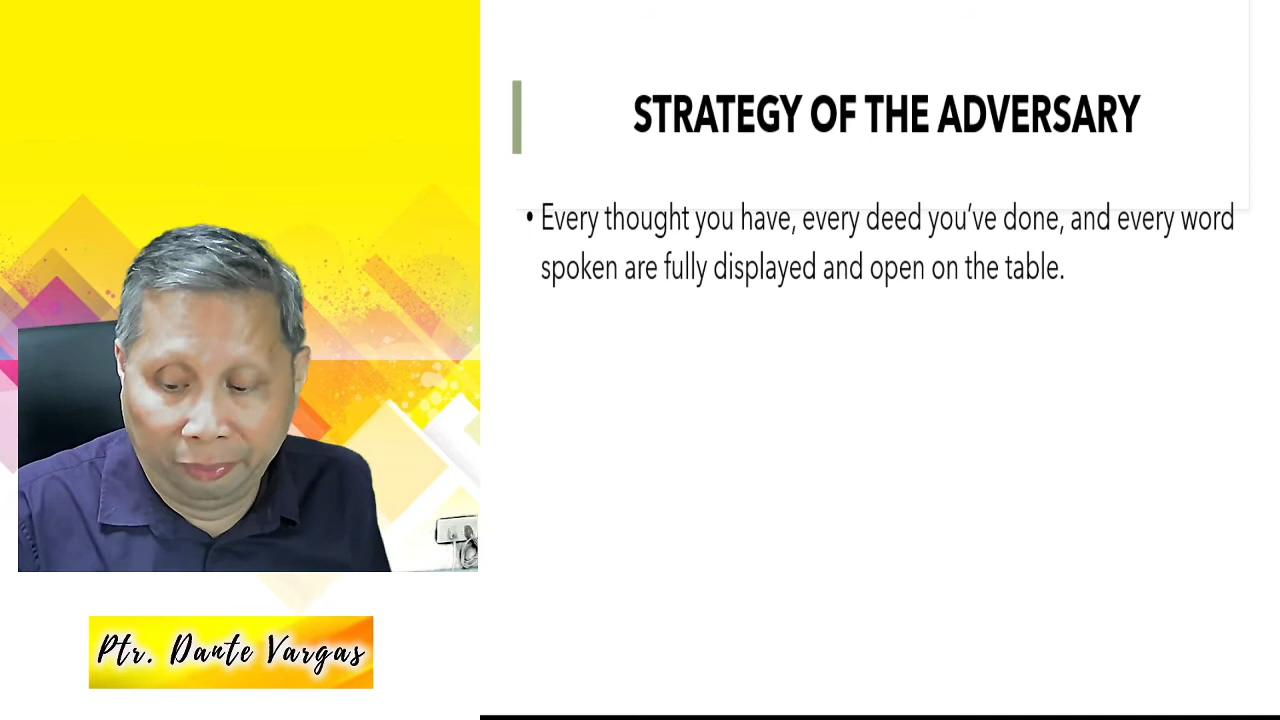 STRATEGY OF THE ADVERSARY
• Every thought you have, every deed you’ve done, and every word
spoken are fully displayed and open on the table.
Ptr. Dante Vargas